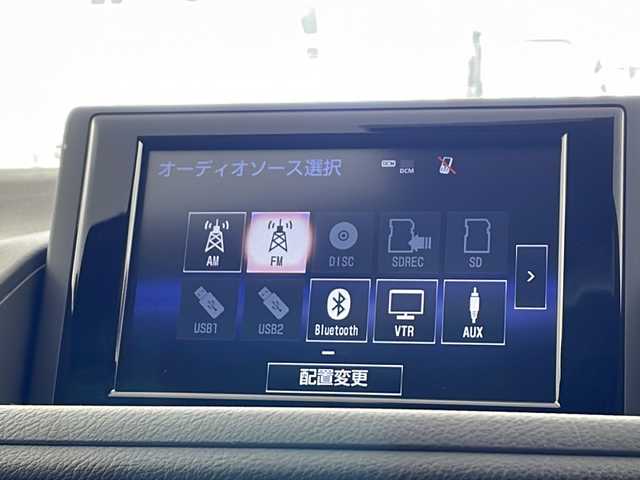 オーディオソース選択
DCM
DCM
AM FM DISC SDREC SD
USB1 USB2 Bluetooth VTR AUX
配置変更